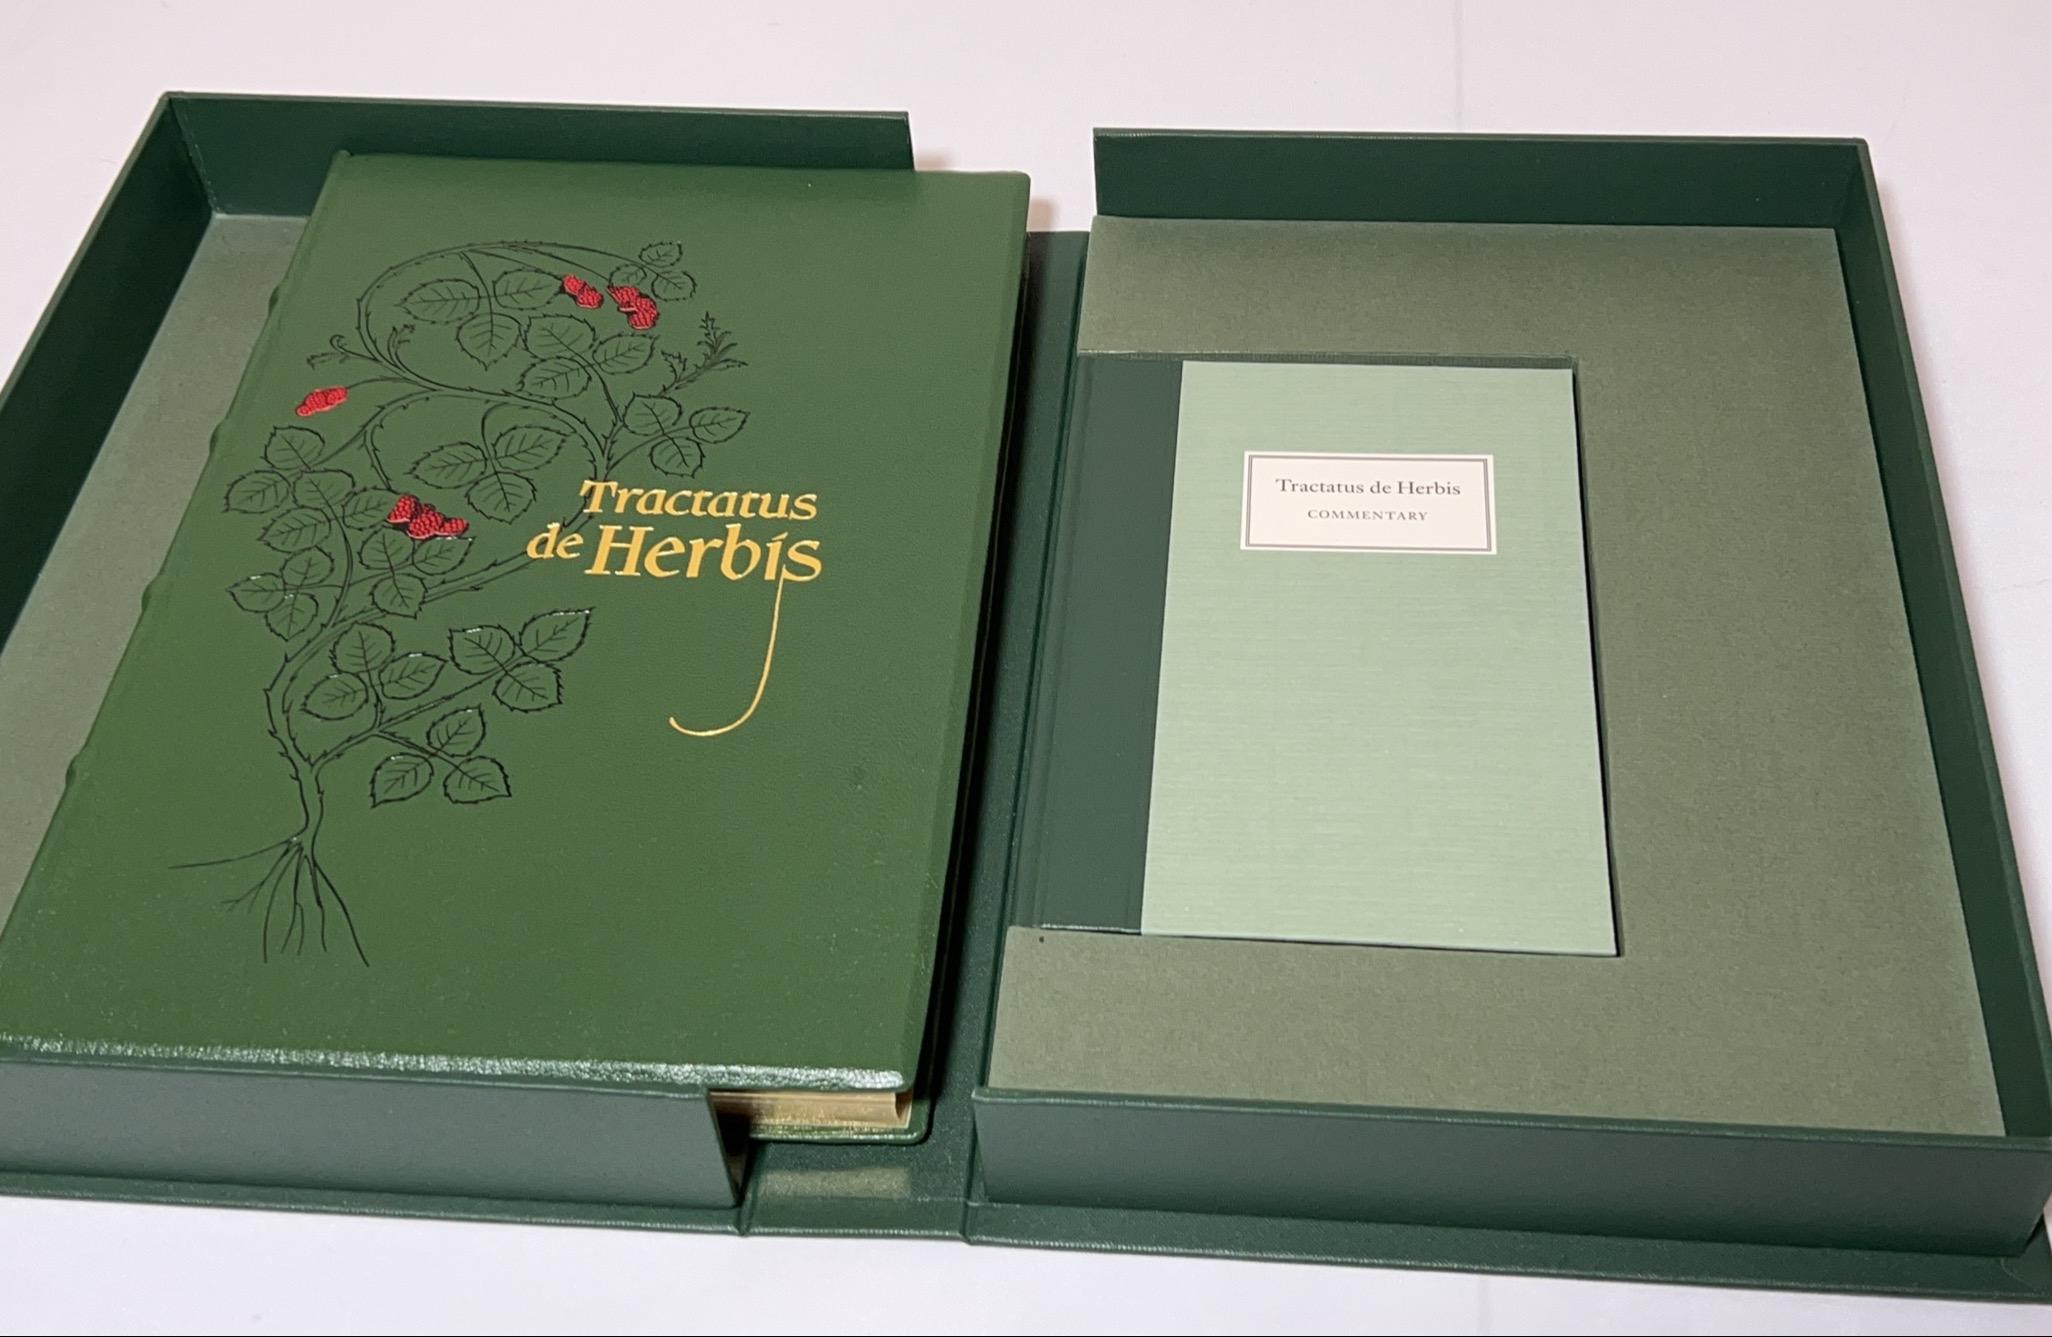 Tractatus
de Herbis
Tractatus de Herbis
COMMENTARY